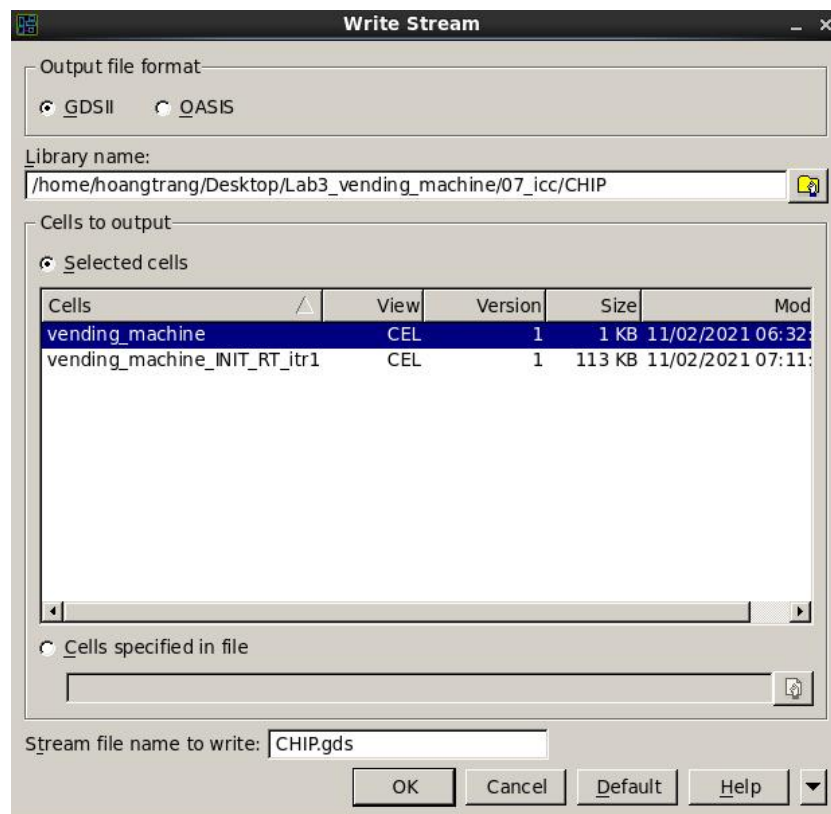 Write Stream
Output file format
GDSII OASIS
Library name:
/home/hoangtrang/Desktop/Lab3_vending_machine/07_icc/CHIP
Cells to output
Selected cells
Cells View Version Size Mod
vending_machine CEL 1 1 KB 11/02/2021 06:32:
vending_machine_INIT_RT_itr1 CEL 1 113 KB 11/02/2021 07:11:
Cells specified in file
Stream file name to write: CHIP.gds
OK Cancel Default Help